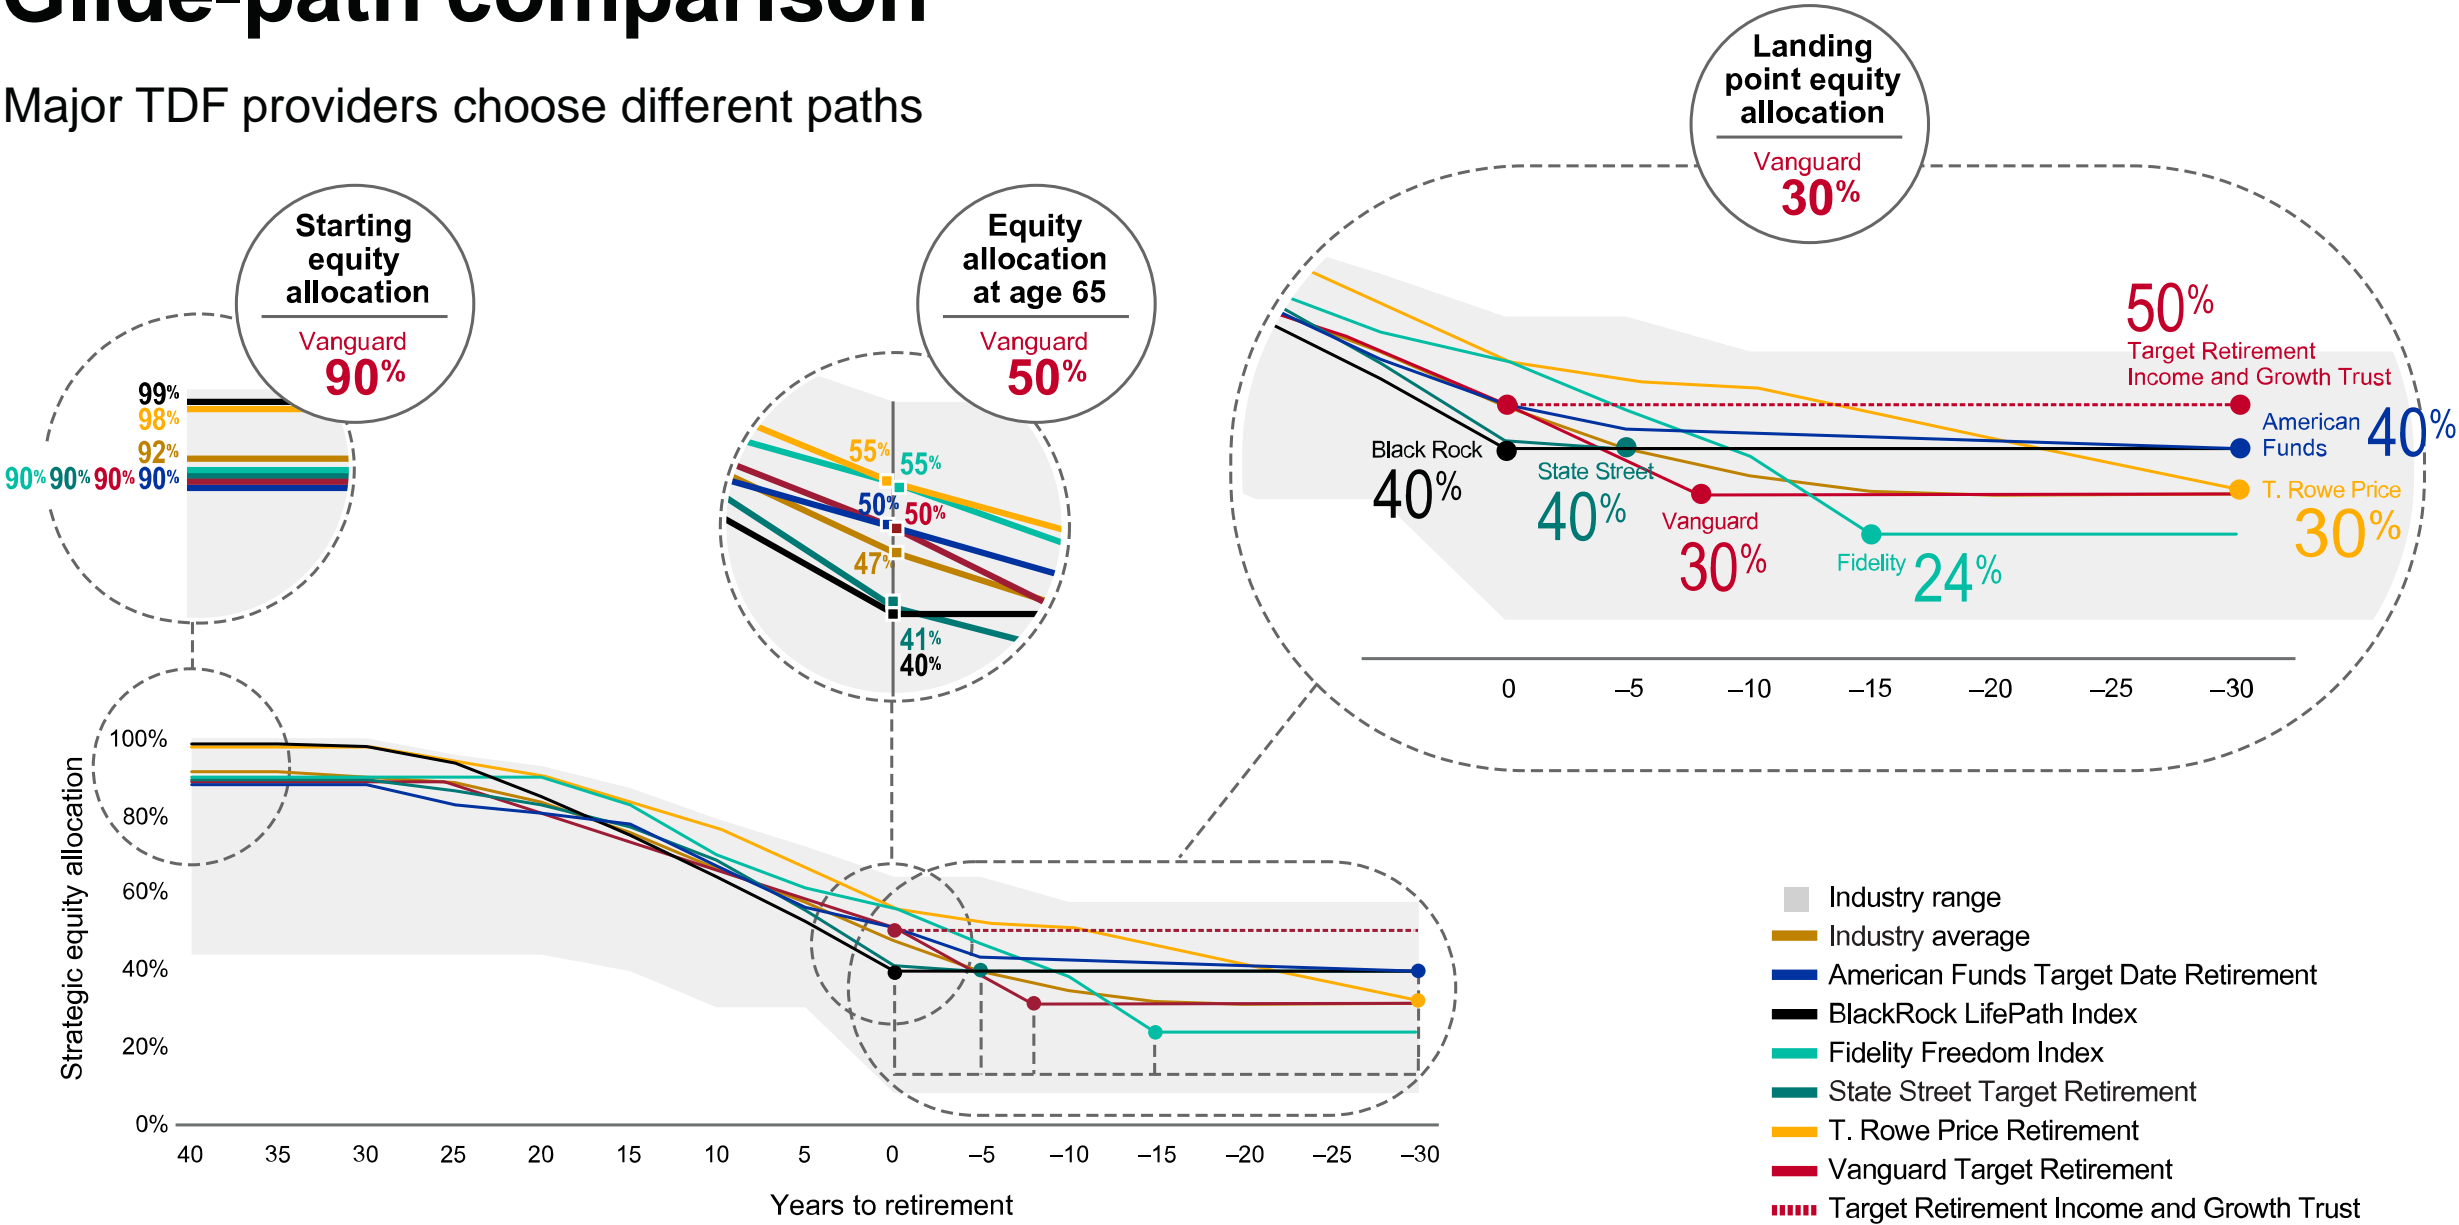 Glide-path comparison
Major TDF providers choose different paths
Starting
equity
allocation
Vanguard
90%
99%
98%
92%
90% 90% 90% 90%
Equity
allocation
at age 65
Vanguard
50%
55%
55%
50%
50%
47%
41%
40%
Landing
point equity
allocation
Vanguard
30%
50%
Target Retirement
Income and Growth Trust
American
Funds
40%
Black Rock
40%
State Street
40%
Vanguard
30%
Fidelity 24%
T. Rowe Price
30%
0 –5 –10 –15 –20 –25 –30
Strategic equity allocation
100%
80%
60%
40%
20%
0%
40 35 30 25 20 15 10 5 0 –5 –10 –15 –20 –25 –30
Years to retirement
Industry range
Industry average
American Funds Target Date Retirement
BlackRock LifePath Index
Fidelity Freedom Index
State Street Target Retirement
T. Rowe Price Retirement
Vanguard Target Retirement
Target Retirement Income and Growth Trust